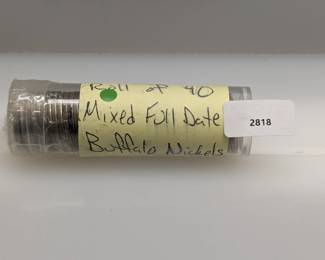 Roll of 40
Mixed Full Date
2818
Buffalo Nickels